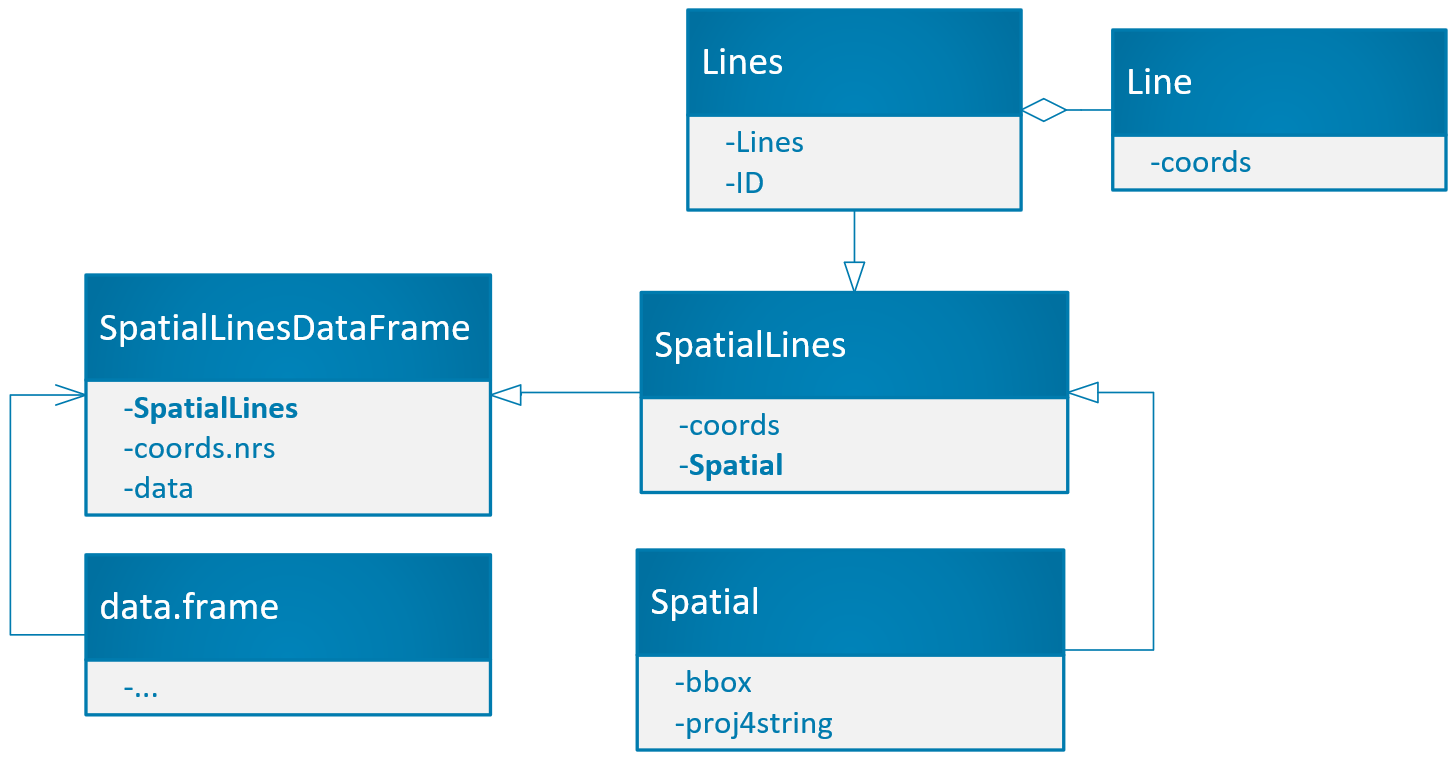 Lines
-Lines
-ID
Line
-coords
SpatialLinesDataFrame
-SpatialLines
-coords.nrs
-data
SpatialLines
-coords
-Spatial
data.frame
-...
Spatial
-bbox
-proj4string